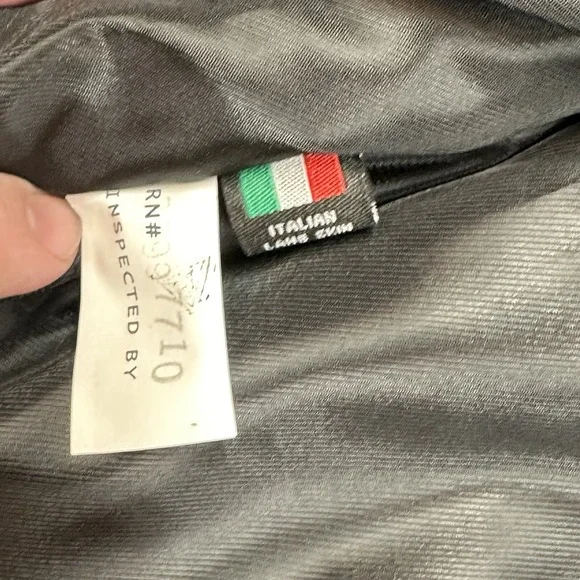 ITALIAN
LAMB SKIN
RN#
INSPECTED BY